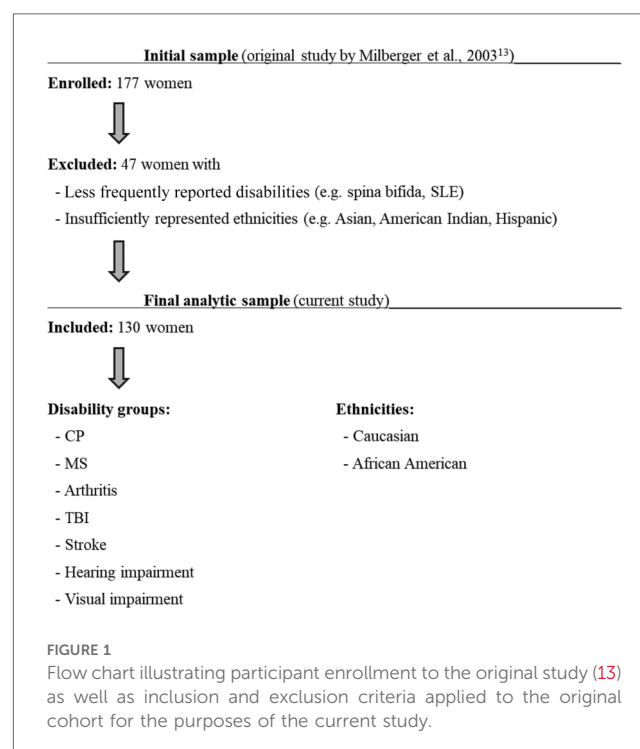 Initial sample (original study by Milberger et al., 2003¹³)
Enrolled: 177 women
Excluded: 47 women with
- Less frequently reported disabilities (e.g. spina bifida, SLE)
- Insufficiently represented ethnicities (e.g. Asian, American Indian, Hispanic)
Final analytic sample (current study)
Included: 130 women
Disability groups:
- CP
- MS
- Arthritis
- TBI
- Stroke
- Hearing impairment
- Visual impairment
Ethnicities:
- Caucasian
- African American
FIGURE 1
Flow chart illustrating participant enrollment to the original study (13)
as well as inclusion and exclusion criteria applied to the original
cohort for the purposes of the current study.